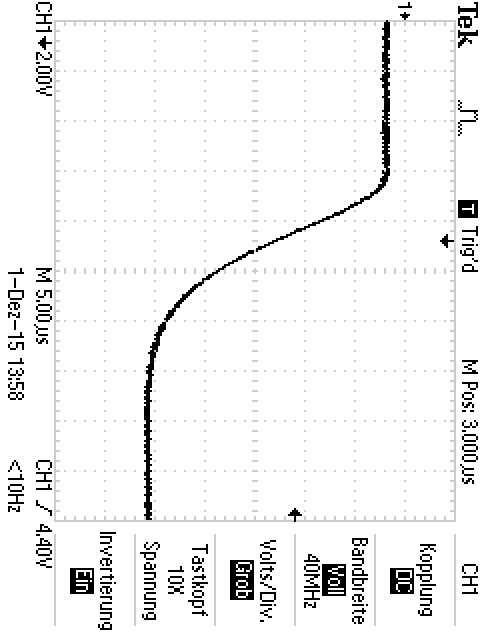 Tek
T Trig'd
M Pos: 3.000µs
CH1
Kopplung
DC
Bandbreite
Voll
40MHz
Volts/Div.
Grob
Tastkopf
10X
Spannung
Invertierung
Ein
1
CH1 2.00V
M 5.00µs
CH1 / 4.40V
1-Dez-15 13:58
<10Hz